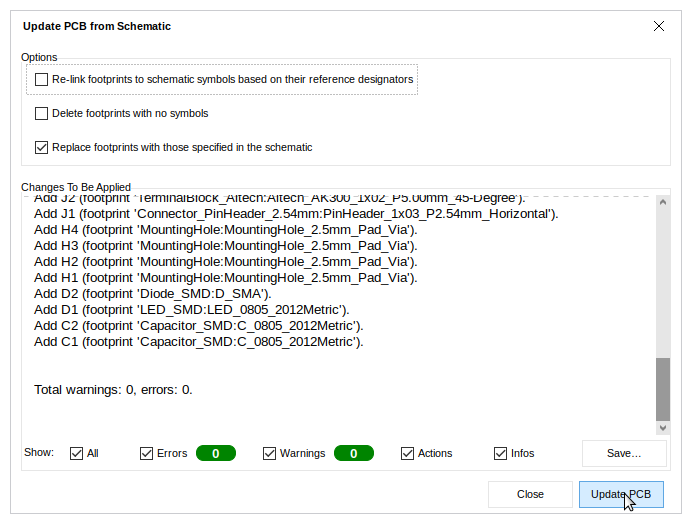 Update PCB from Schematic
Options
Re-link footprints to schematic symbols based on their reference designators
Delete footprints with no symbols
Replace footprints with those specified in the schematic
Changes To Be Applied
Add J2 (footprint 'TerminalBlock_Altech:Altech_AK300_1x02_P5.00mm_45-Degree').
Add J1 (footprint 'Connector_PinHeader_2.54mm:PinHeader_1x03_P2.54mm_Horizontal').
Add H4 (footprint 'MountingHole:MountingHole_2.5mm_Pad_Via').
Add H3 (footprint 'MountingHole:MountingHole_2.5mm_Pad_Via').
Add H2 (footprint 'MountingHole:MountingHole_2.5mm_Pad_Via').
Add H1 (footprint 'MountingHole:MountingHole_2.5mm_Pad_Via').
Add D2 (footprint 'Diode_SMD:D_SMA').
Add D1 (footprint 'LED_SMD:LED_0805_2012Metric').
Add C2 (footprint 'Capacitor_SMD:C_0805_2012Metric').
Add C1 (footprint 'Capacitor_SMD:C_0805_2012Metric').
Total warnings: 0, errors: 0.
Show: All Errors 0 Warnings 0 Actions Infos Save...
Close Update PCB